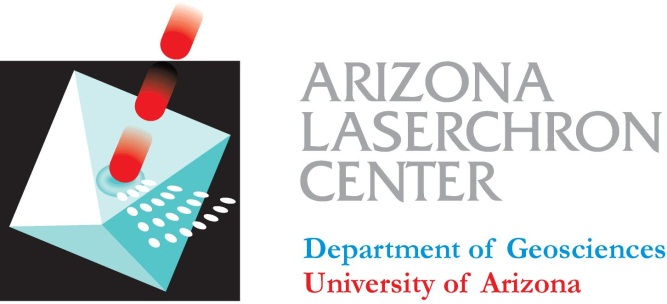 ARIZONA
LASERCHRON
CENTER
Department of Geosciences
University of Arizona